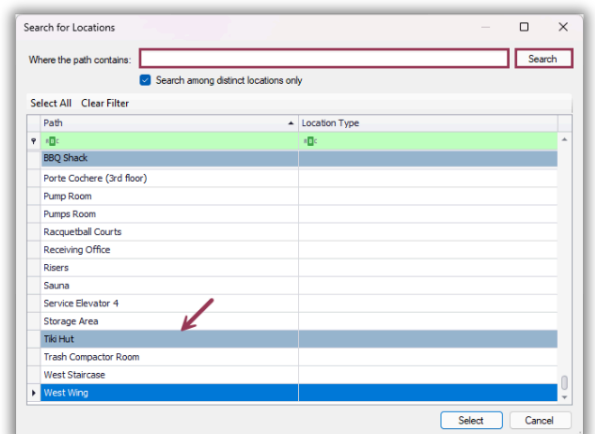 Search for Locations
Where the path contains: Search
Search among distinct locations only
Select All Clear Filter
Path Location Type
BBQ Shack
Porte Cochere (3rd floor)
Pump Room
Pumps Room
Racquetball Courts
Receiving Office
Risers
Sauna
Service Elevator 4
Storage Area
Tiki Hut
Trash Compactor Room
West Staircase
West Wing
Select Cancel